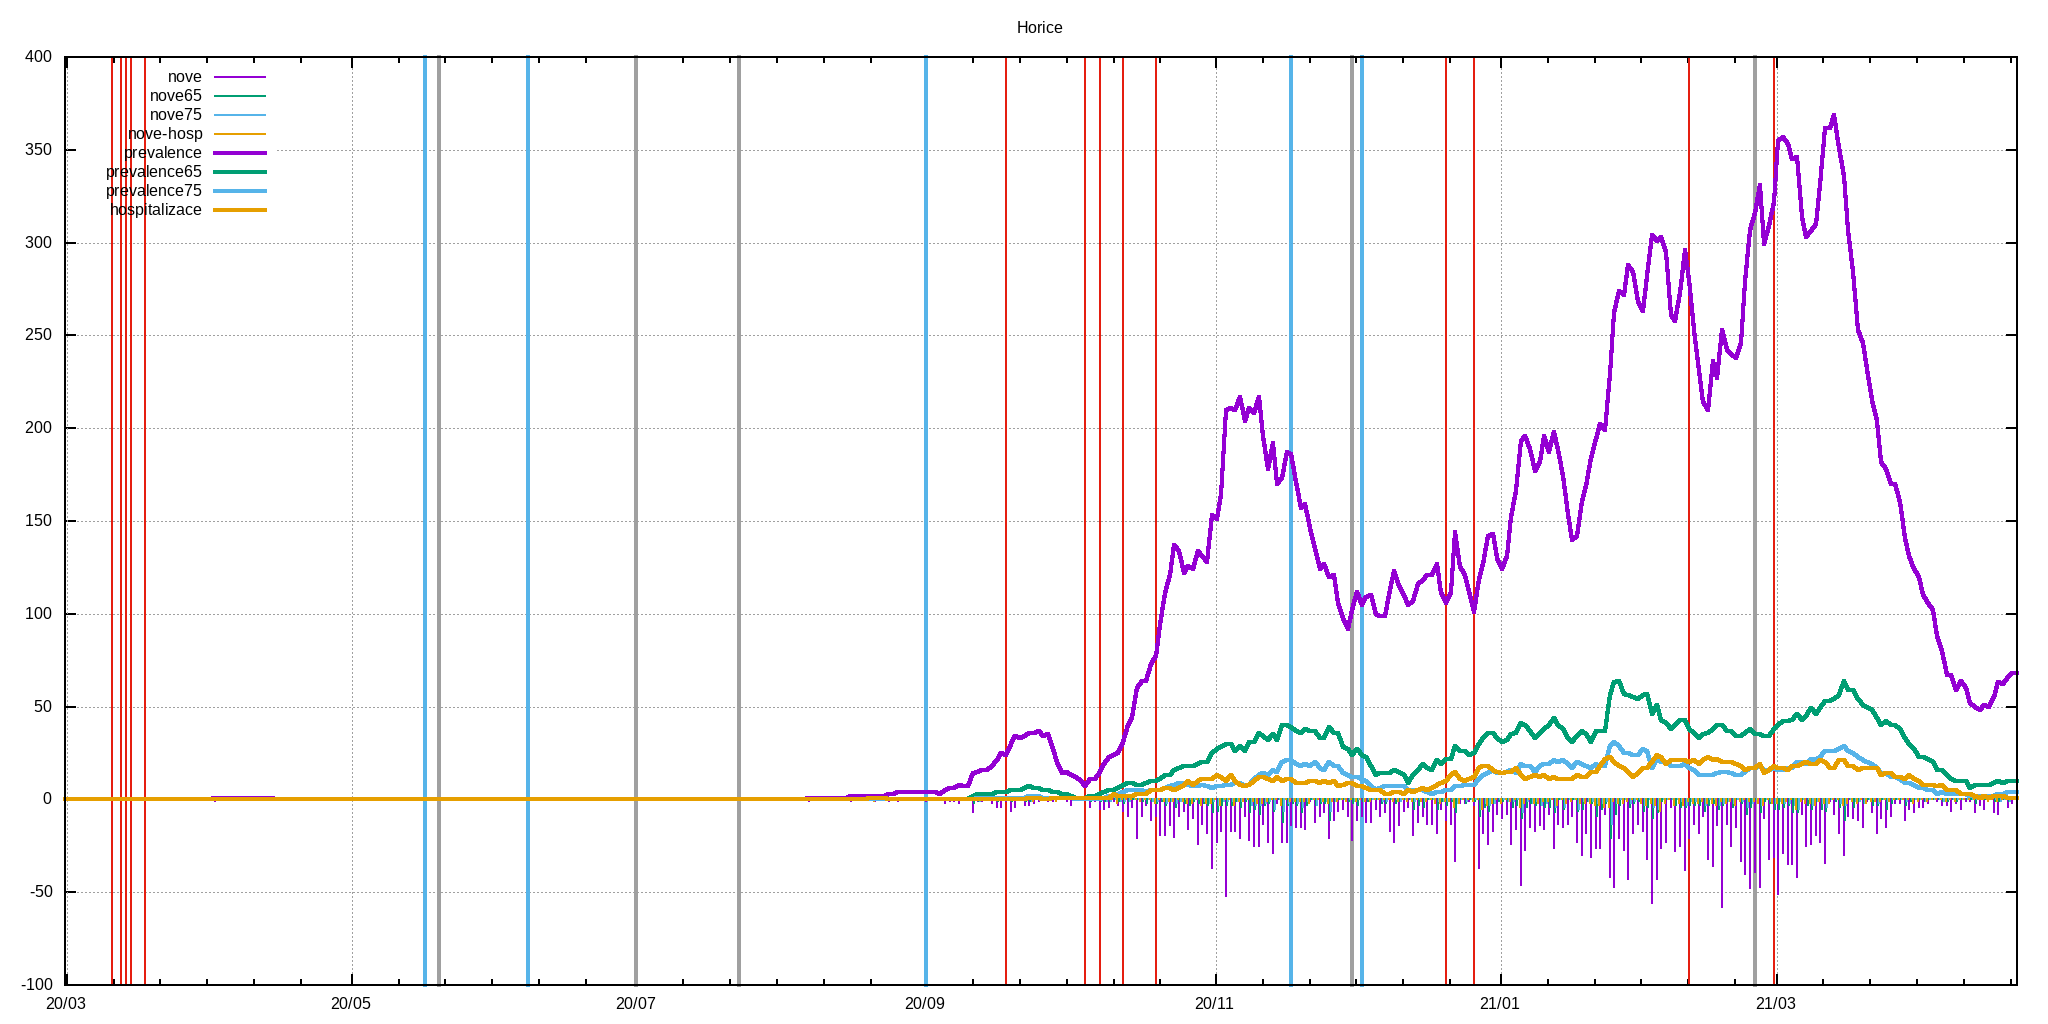 Horice
400
350
300
250
200
150
100
50
0
-50
-100
nove
nove65
nove75
nove-hosp
prevalence
prevalence65
prevalence75
hospitalizace
20/03 20/05 20/07 20/09 20/11 21/01 21/03